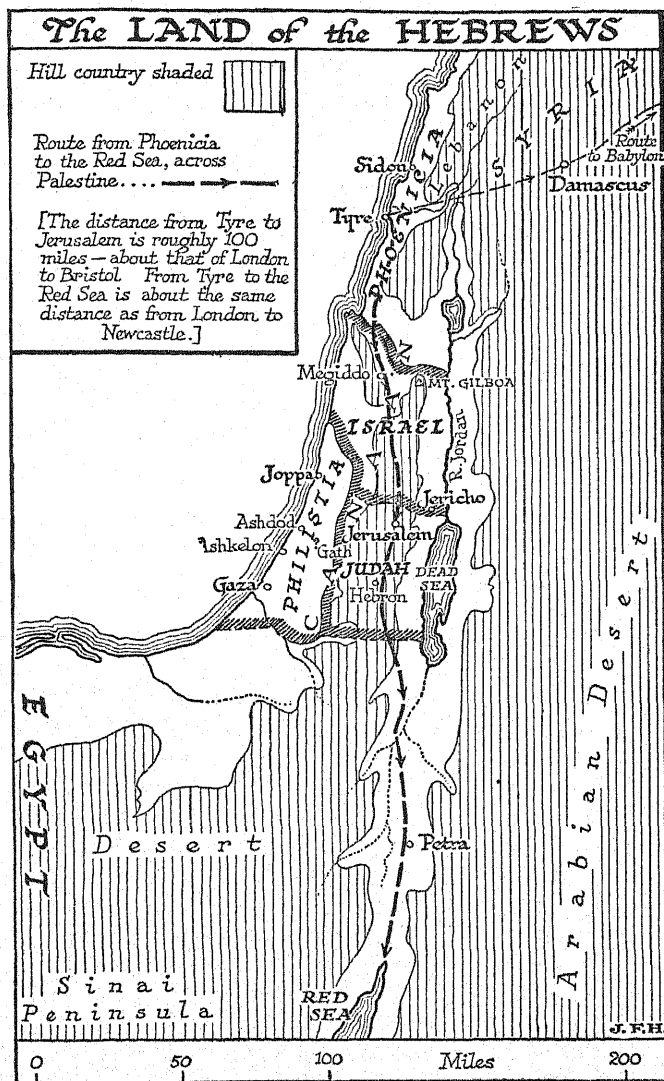 The LAND of the HEBREWS
Hill country shaded
Route from Phoenicia
to the Red Sea, across
Palestine....
[The distance from Tyre to
Jerusalem is roughly 100
miles — about that of London
to Bristol From Tyre to the
Red Sea is about the same
distance as from London to
Newcastle.]
SYRIA
Lebanon
Route
to Babylon
Sidon
PHOENICIA
Damascus
Tyre
CANAAN
Megiddo
MT. GILBOA
ISRAEL
R. Jordan
Joppa
PHILISTIA
Jericho
Ashdod
Jerusalem
Ashkelon
Gath
JUDAH
DEAD
SEA
Gaza
Hebron
EGYPT
Desert
Arabian Desert
Petra
Sinai
Peninsula
RED
SEA
J.F.H.
0 50 100 Miles 200